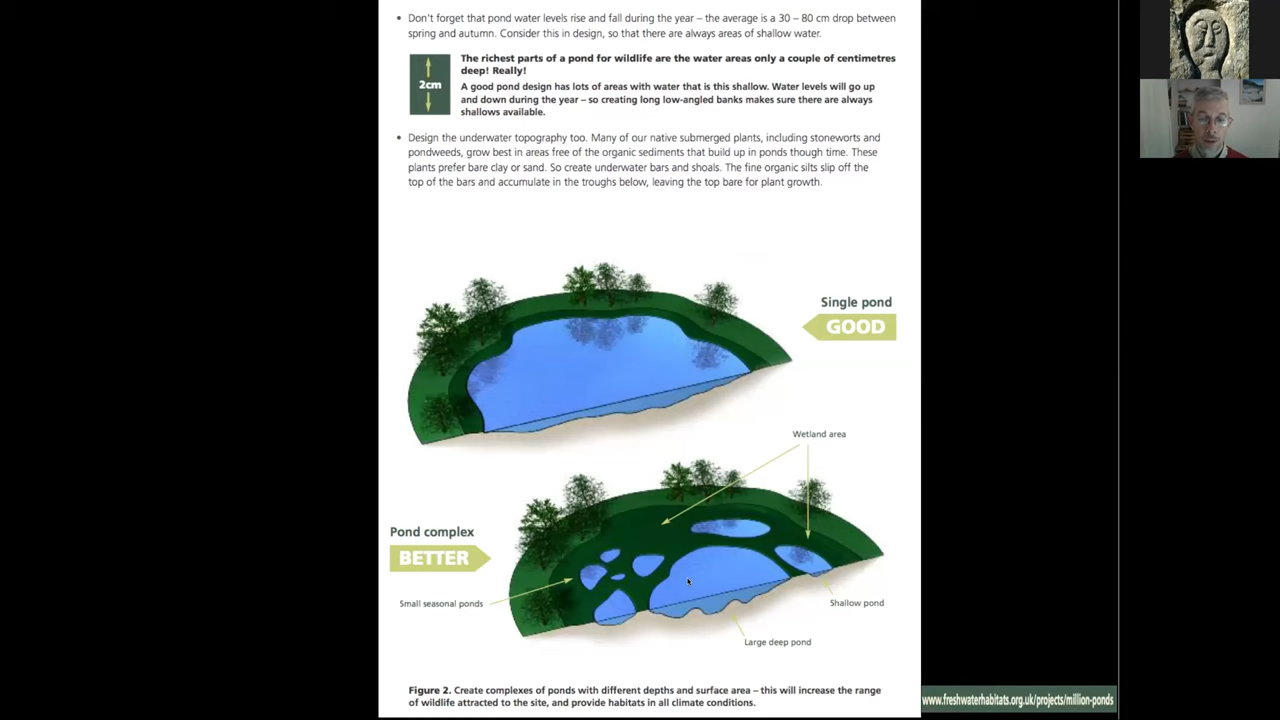 • Don't forget that pond water levels rise and fall during the year – the average is a 30 – 80 cm drop between
spring and autumn. Consider this in design, so that there are always areas of shallow water.
2cm
The richest parts of a pond for wildlife are the water areas only a couple of centimetres
deep! Really!
A good pond design has lots of areas with water that is this shallow. Water levels will go up
and down during the year – so creating long low-angled banks makes sure there are always
shallows available.
• Design the underwater topography too. Many of our native submerged plants, including stoneworts and
pondweeds, grow best in areas free of the organic sediments that build up in ponds though time. These
plants prefer bare clay or sand. So create underwater bars and shoals. The fine organic silts slip off the
top of the bars and accumulate in the troughs below, leaving the top bare for plant growth.
Single pond
GOOD
Wetland area
Pond complex
BETTER
Small seasonal ponds
Shallow pond
Large deep pond
Figure 2. Create complexes of ponds with different depths and surface area – this will increase the range
of wildlife attracted to the site, and provide habitats in all climate conditions.
www.freshwaterhabitats.org.uk/projects/million-ponds